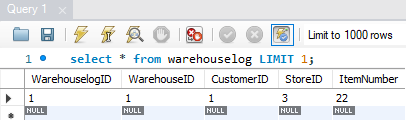 Query 1
Limit to 1000 rows
1 select * from warehouselog LIMIT 1;
WarehouselogID WarehouseID CustomerID StoreID ItemNumber
1 1 1 3 22
NULL NULL NULL NULL NULL